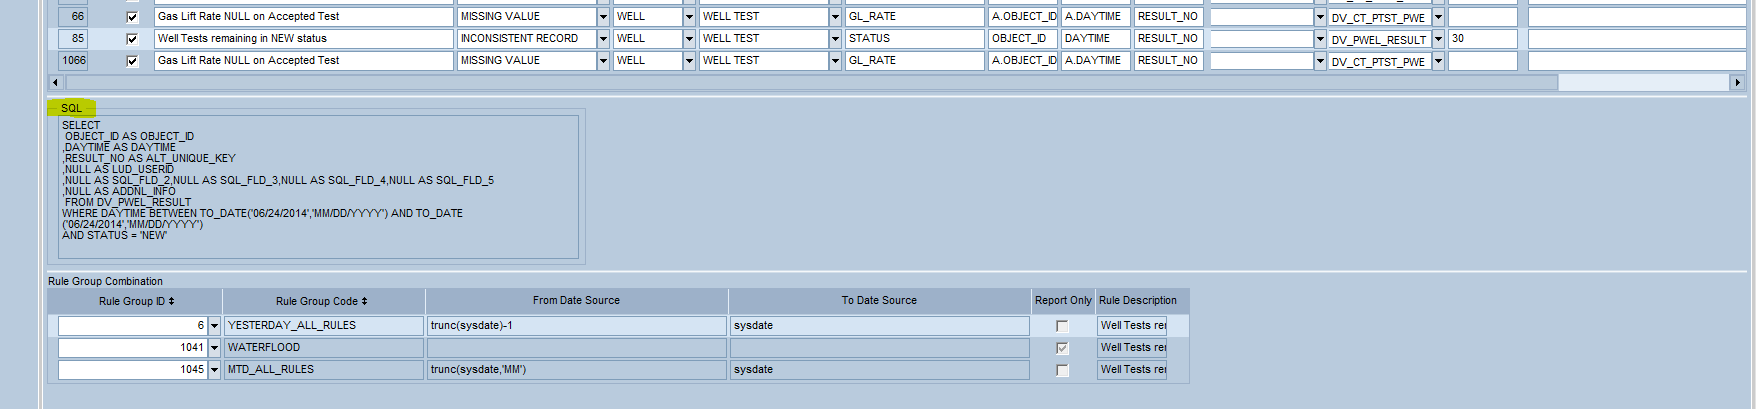 66 Gas Lift Rate NULL on Accepted Test MISSING VALUE WELL WELL TEST GL_RATE A.OBJECT_ID A.DAYTIME RESULT_NO DV_CT_PTST_PWE
85 Well Tests remaining in NEW status INCONSISTENT RECORD WELL WELL TEST STATUS OBJECT_ID DAYTIME RESULT_NO DV_PWEL_RESULT 30
1066 Gas Lift Rate NULL on Accepted Test MISSING VALUE WELL WELL TEST GL_RATE A.OBJECT_ID A.DAYTIME RESULT_NO DV_CT_PTST_PWE
SQL
SELECT
OBJECT_ID AS OBJECT_ID
,DAYTIME AS DAYTIME
,RESULT_NO AS ALT_UNIQUE_KEY
,NULL AS LUD_USERID
,NULL AS SQL_FLD_2,NULL AS SQL_FLD_3,NULL AS SQL_FLD_4,NULL AS SQL_FLD_5
,NULL AS ADDNL_INFO
FROM DV_PWEL_RESULT
WHERE DAYTIME BETWEEN TO_DATE('06/24/2014','MM/DD/YYYY') AND TO_DATE
('06/24/2014','MM/DD/YYYY')
AND STATUS = 'NEW'
Rule Group Combination
Rule Group ID Rule Group Code From Date Source To Date Source Report Only Rule Description
6 YESTERDAY_ALL_RULES trunc(sysdate)-1 sysdate Well Tests rei
1041 WATERFLOOD Well Tests rei
1045 MTD_ALL_RULES trunc(sysdate,'MM') sysdate Well Tests rei